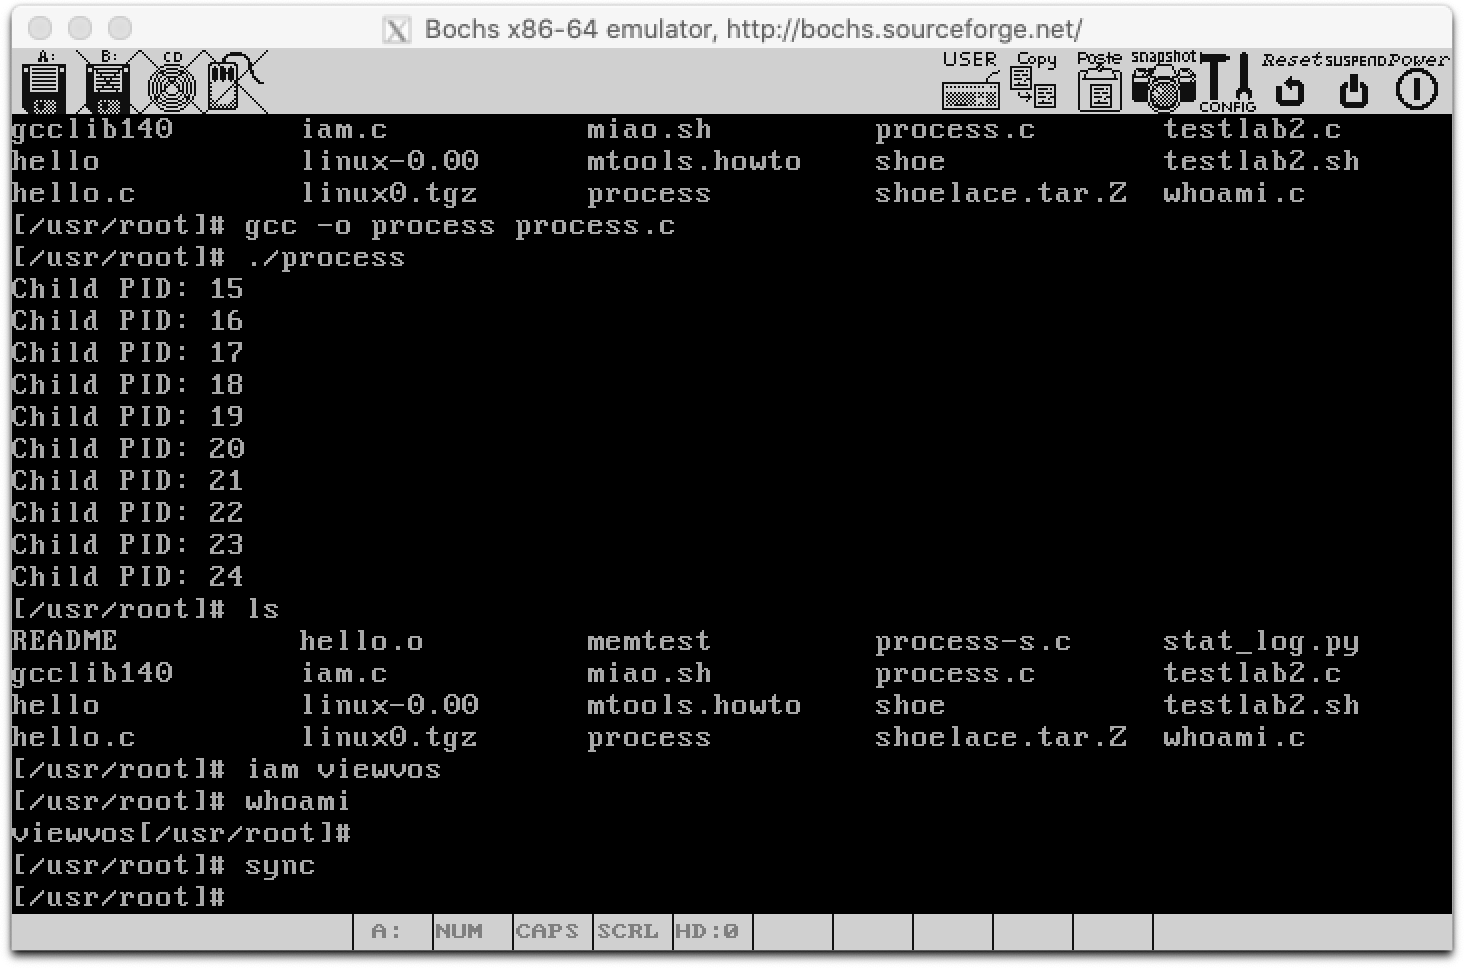 Bochs x86-64 emulator, http://bochs.sourceforge.net/
A: B: CD USER Copy Paste snapshot CONFIG Reset SUSPEND Power
gcclib140 iam.c miao.sh process.c testlab2.c
hello linux-0.00 mtools.howto shoe testlab2.sh
hello.c linux0.tgz process shoelace.tar.Z whoami.c
[/usr/root]# gcc -o process process.c
[/usr/root]# ./process
Child PID: 15
Child PID: 16
Child PID: 17
Child PID: 18
Child PID: 19
Child PID: 20
Child PID: 21
Child PID: 22
Child PID: 23
Child PID: 24
[/usr/root]# ls
README hello.o memtest process-s.c stat_log.py
gcclib140 iam.c miao.sh process.c testlab2.c
hello linux-0.00 mtools.howto shoe testlab2.sh
hello.c linux0.tgz process shoelace.tar.Z whoami.c
[/usr/root]# iam viewvos
[/usr/root]# whoami
viewvos[/usr/root]#
[/usr/root]# sync
[/usr/root]#
A: NUM CAPS SCRL HD:0